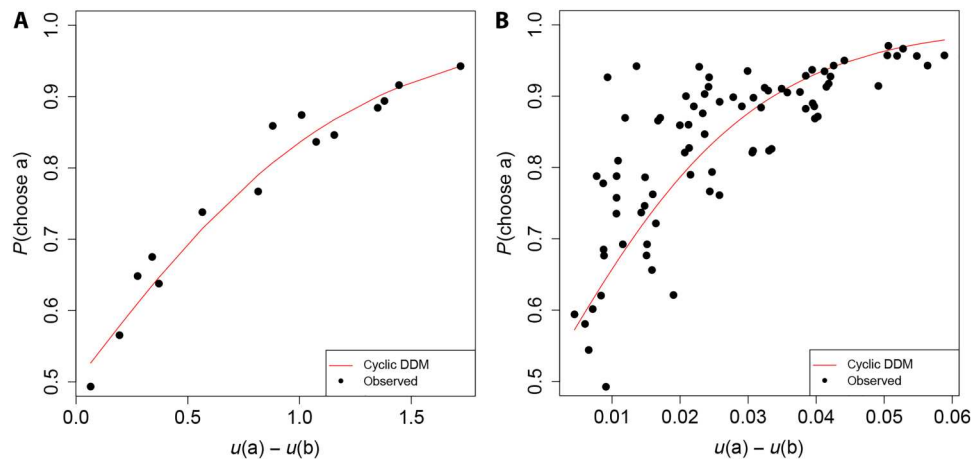 A
P(choose a)
1.0
0.9
0.8
0.7
0.6
0.5
Cyclic DDM
Observed
0.0
0.5
1.0
1.5
u(a) – u(b)
B
P(choose a)
1.0
0.9
0.8
0.7
0.6
0.5
Cyclic DDM
Observed
0.01
0.02
0.03
0.04
0.05
0.06
u(a) – u(b)